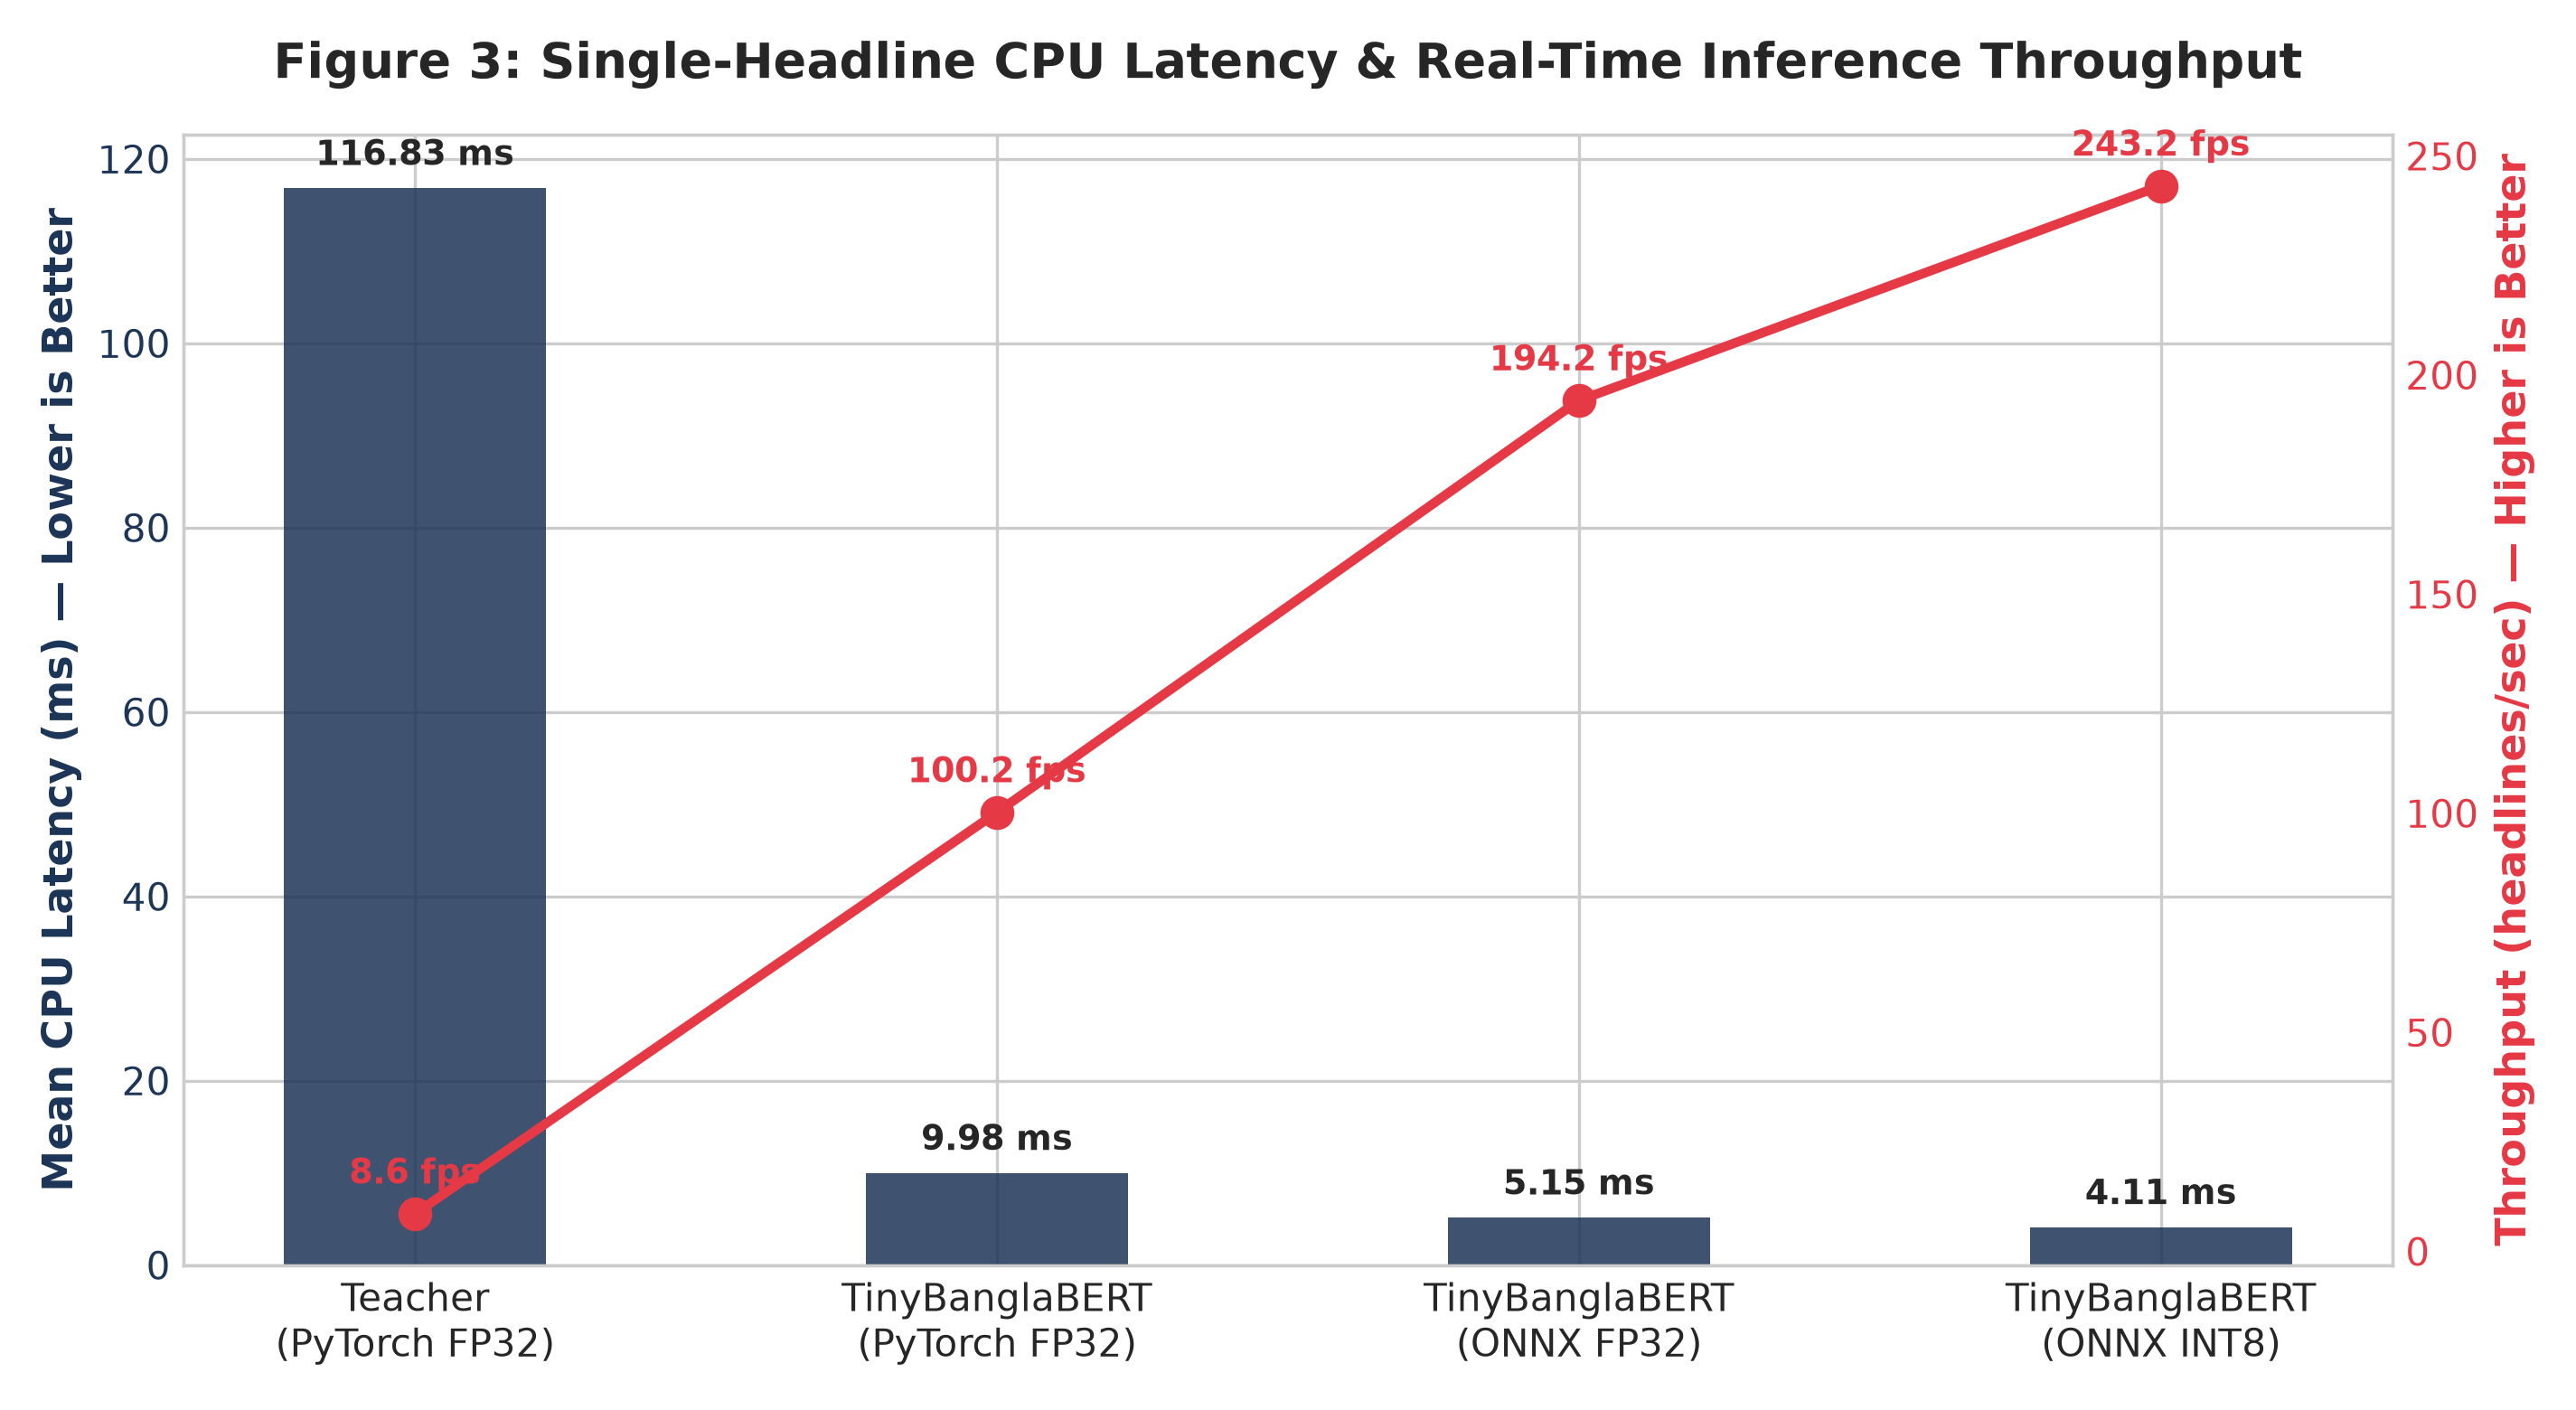 Figure 3: Single-Headline CPU Latency & Real-Time Inference Throughput
Mean CPU Latency (ms) — Lower is Better
120
100
80
60
40
20
0
116.83 ms
8.6 fps
9.98 ms
100.2 fps
5.15 ms
194.2 fps
4.11 ms
243.2 fps
250
200
150
100
50
0
Throughput (headlines/sec) — Higher is Better
Teacher
(PyTorch FP32)
TinyBanglaBERT
(PyTorch FP32)
TinyBanglaBERT
(ONNX FP32)
TinyBanglaBERT
(ONNX INT8)